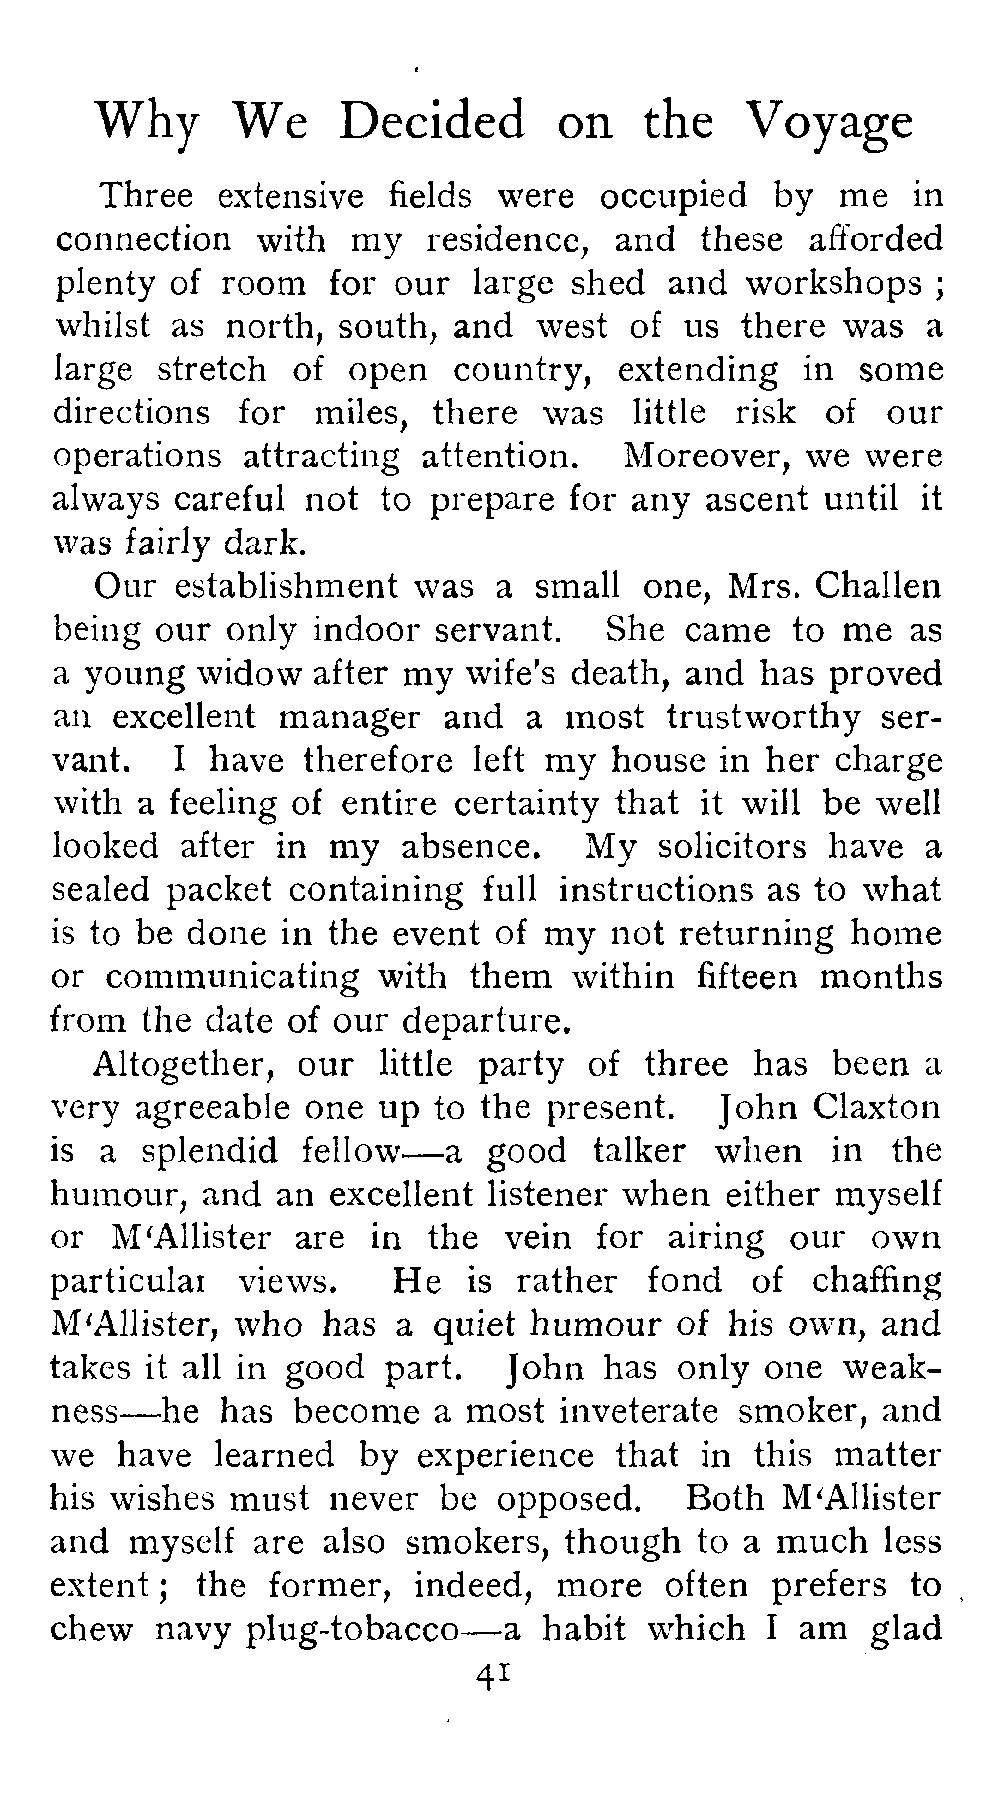 Why We Decided on the Voyage
Three extensive fields were occupied by me in
connection with my residence, and these afforded
plenty of room for our large shed and workshops ;
whilst as north, south, and west of us there was a
large stretch of open country, extending in some
directions for miles, there was little risk of our
operations attracting attention. Moreover, we were
always careful not to prepare for any ascent until it
was fairly dark.
Our establishment was a small one, Mrs. Challen
being our only indoor servant. She came to me as
a young widow after my wife's death, and has proved
an excellent manager and a most trustworthy ser-
vant. I have therefore left my house in her charge
with a feeling of entire certainty that it will be well
looked after in my absence. My solicitors have a
sealed packet containing full instructions as to what
is to be done in the event of my not returning home
or communicating with them within fifteen months
from the date of our departure.
Altogether, our little party of three has been a
very agreeable one up to the present. John Claxton
is a splendid fellow—a good talker when in the
humour, and an excellent listener when either myself
or M‘Allister are in the vein for airing our own
particular views. He is rather fond of chaffing
M‘Allister, who has a quiet humour of his own, and
takes it all in good part. John has only one weak-
ness—he has become a most inveterate smoker, and
we have learned by experience that in this matter
his wishes must never be opposed. Both M‘Allister
and myself are also smokers, though to a much less
extent ; the former, indeed, more often prefers to
chew navy plug-tobacco—a habit which I am glad
41